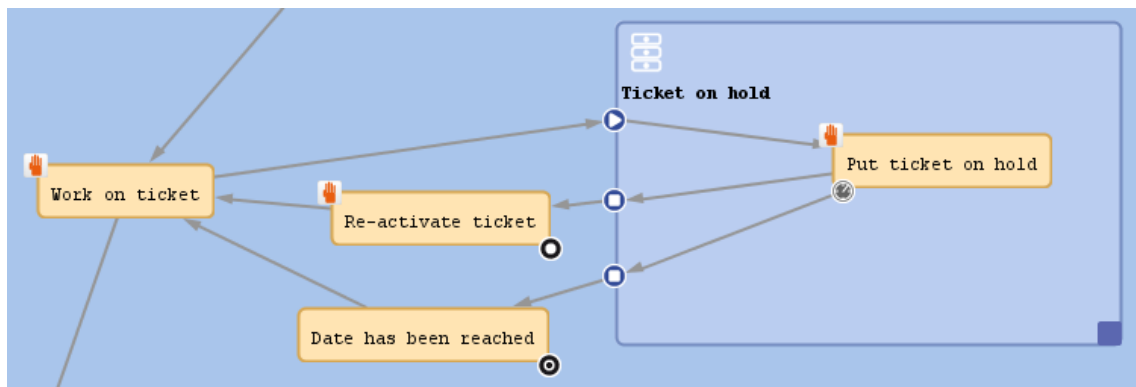 Ticket on hold
Put ticket on hold
Work on ticket
Re-activate ticket
Date has been reached